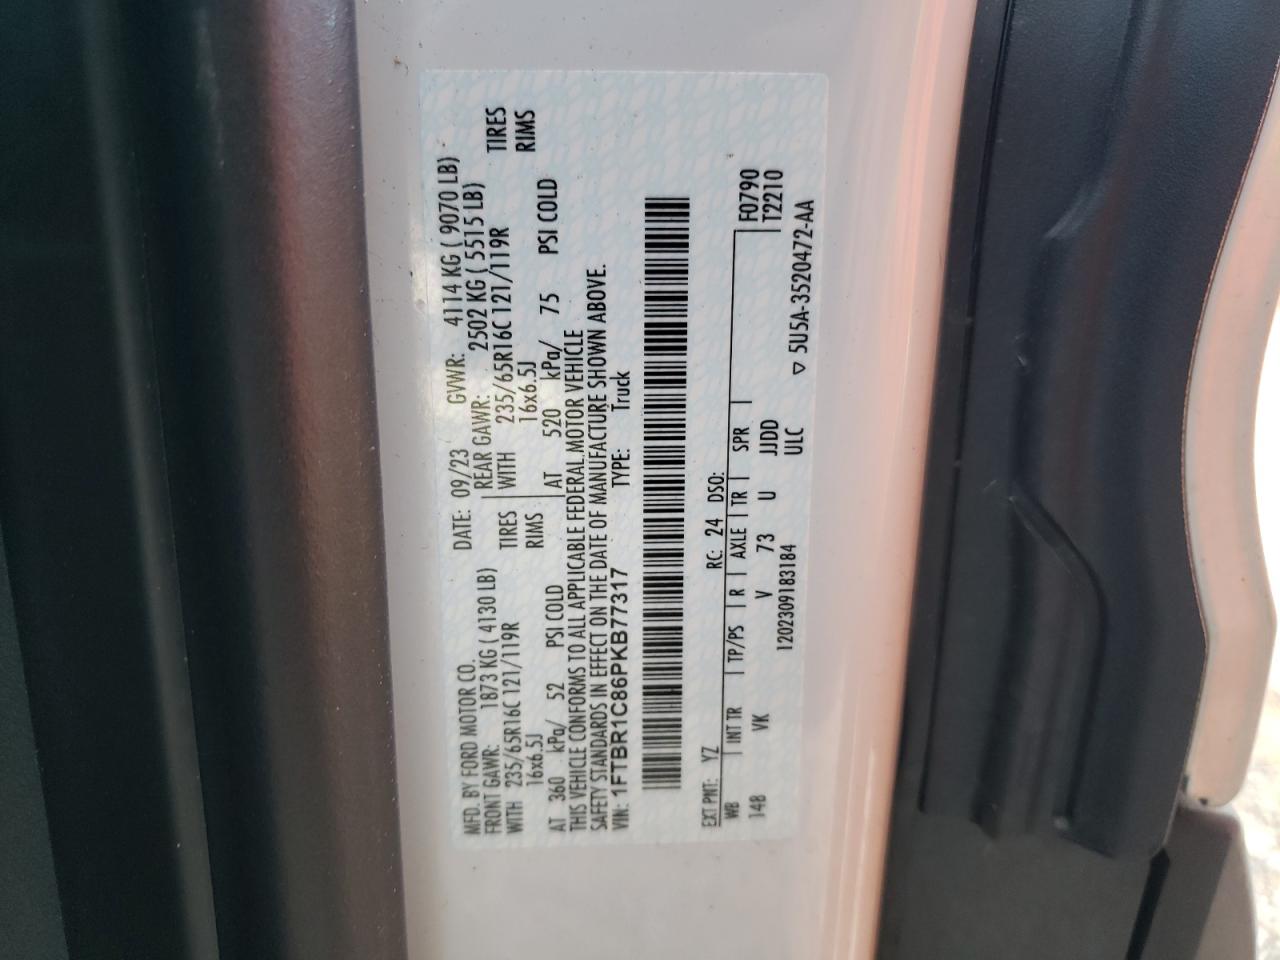 MFD. BY FORD MOTOR CO. DATE: 09/23 GVWR: 4114 KG ( 9070 LB)
FRONT GAWR: 1873 KG ( 4130 LB) REAR GAWR: 2502 KG ( 5515 LB)
WITH 235/65R16C 121/119R TIRES WITH 235/65R16C 121/119R TIRES
16x6.5J RIMS 16x6.5J RIMS
AT 360 kPa/ 52 PSI COLD AT 520 kPa/ 75 PSI COLD
THIS VEHICLE CONFORMS TO ALL APPLICABLE FEDERAL MOTOR VEHICLE
SAFETY STANDARDS IN EFFECT ON THE DATE OF MANUFACTURE SHOWN ABOVE.
VIN: 1FTBR1C86PKB77317 TYPE: Truck
EXT PNT: YZ RC: 24 DSO:
WB INT TR TP/PS R AXLE TR SPR F0790
148 VK V 73 U JJDD T2210
1202309183184 ULC
▽ 5U5A-3520472-AA